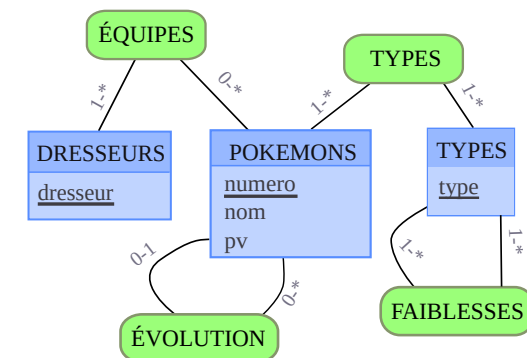 ÉQUIPES
TYPES
1-*
0-*
1-*
1-*
DRESSEURS
dresseur
POKEMONS
numero
nom
pv
TYPES
type
0-1
0-*
1-*
1-*
ÉVOLUTION
FAIBLESSES